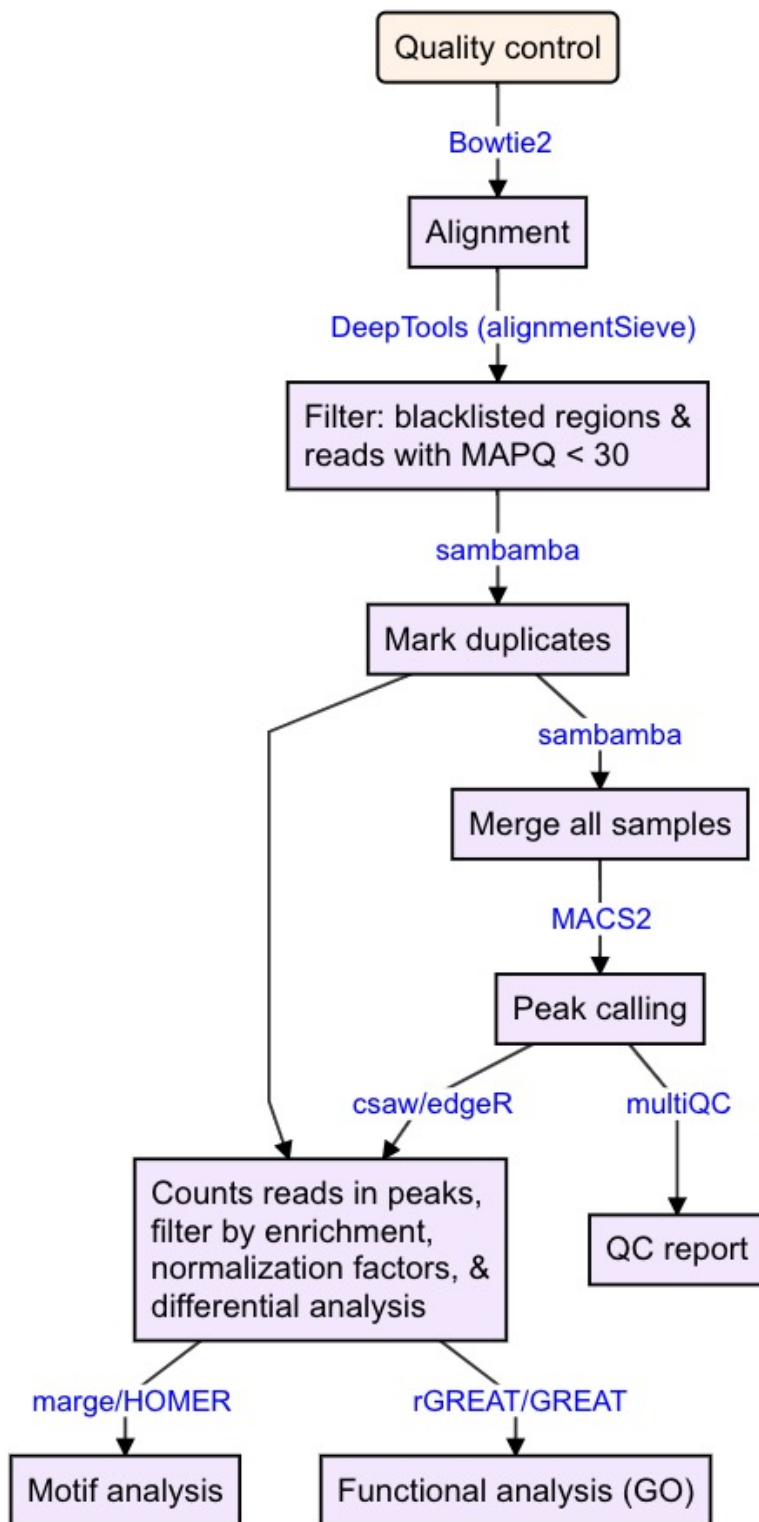 Quality control
Bowtie2
Alignment
DeepTools (alignmentSieve)
Filter: blacklisted regions &
reads with MAPQ < 30
sambamba
Mark duplicates
sambamba
Merge all samples
MACS2
Peak calling
csaw/edgeR
multiQC
Counts reads in peaks,
filter by enrichment,
normalization factors, &
differential analysis
QC report
marge/HOMER
rGREAT/GREAT
Motif analysis
Functional analysis (GO)